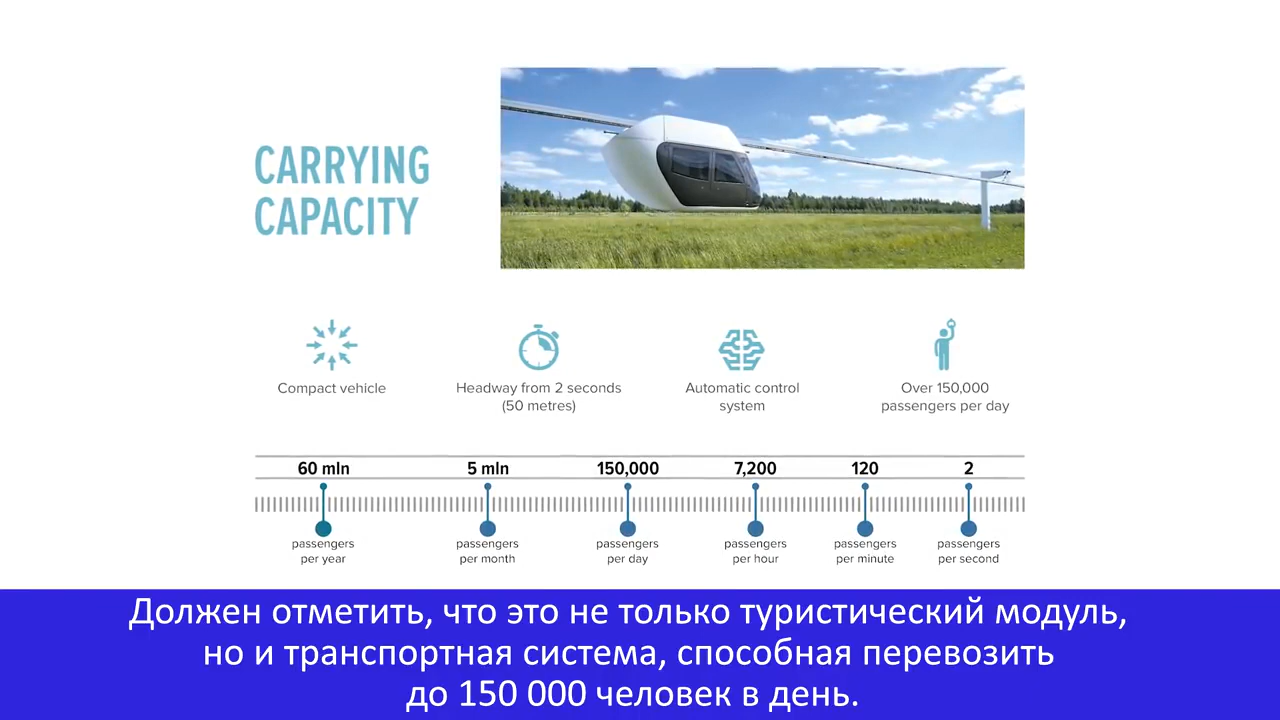 CARRYING
CAPACITY
Compact vehicle
Headway from 2 seconds
(50 metres)
Automatic control
system
Over 150,000
passengers per day
60 mln
5 mln
150,000
7,200
120
2
passengers
per year
passengers
per month
passengers
per day
passengers
per hour
passengers
per minute
passengers
per second
Должен отметить, что это не только туристический модуль,
но и транспортная система, способная перевозить
до 150 000 человек в день.